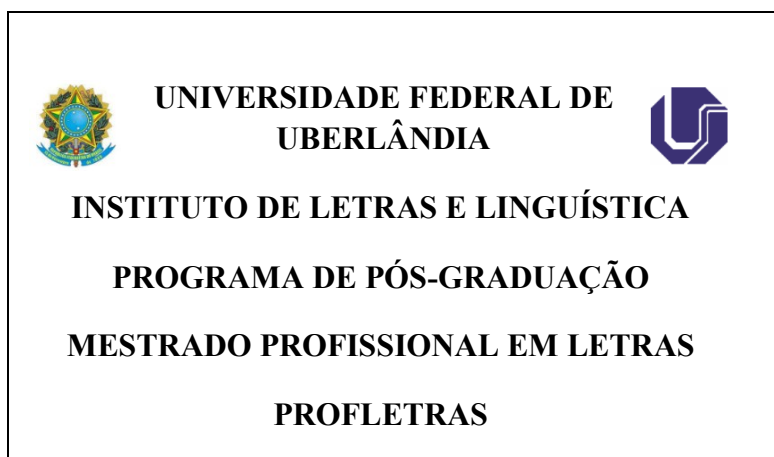 UNIVERSIDADE FEDERAL DE
UBERLÂNDIA
INSTITUTO DE LETRAS E LINGUÍSTICA
PROGRAMA DE PÓS-GRADUAÇÃO
MESTRADO PROFISSIONAL EM LETRAS
PROFLETRAS